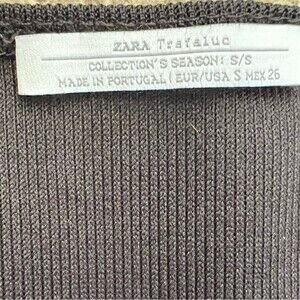 ZARA Trafaluc
COLLECTION'S SEASON: S/S
MADE IN PORTUGAL | EUR/USA S MEX 26